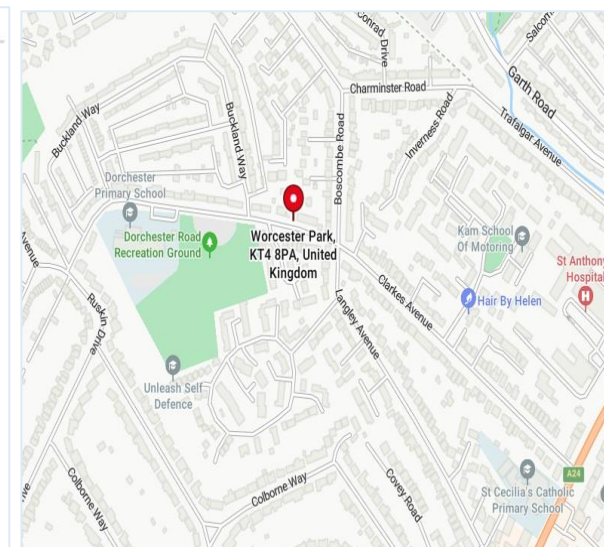 Conrad Drive
Salcom
Garth Road
Charminster Road
Buckland Way
Buckland Way
Boscombe Road
Inverness Road
Trafalgar Avenue
Dorchester
Primary School
Dorchester Road
Recreation Ground
Worcester Park,
KT4 8PA, United
Kingdom
Kam School
Of Motoring
St Anthony
Hospital
Avenue
Ruskin Drive
Clarkes Avenue
Hair By Helen
Langley Avenue
Unleash Self
Defence
A24
Colborne Way
Colborne Way
Covey Road
St Cecilia's Catholic
Primary School